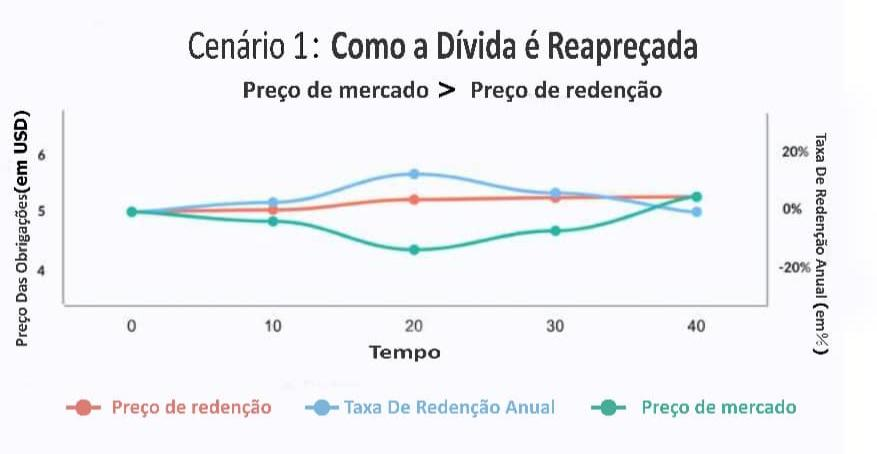 Cenário 1: Como a Dívida é Reapreçada
Preço de mercado > Preço de redenção
Preço Das Obrigações(em USD)
6
5
4
20%
0%
-20%
Taxa De Redenção Anual (em%)
0 10 20 30 40
Tempo
Preço de redenção Taxa De Redenção Anual Preço de mercado